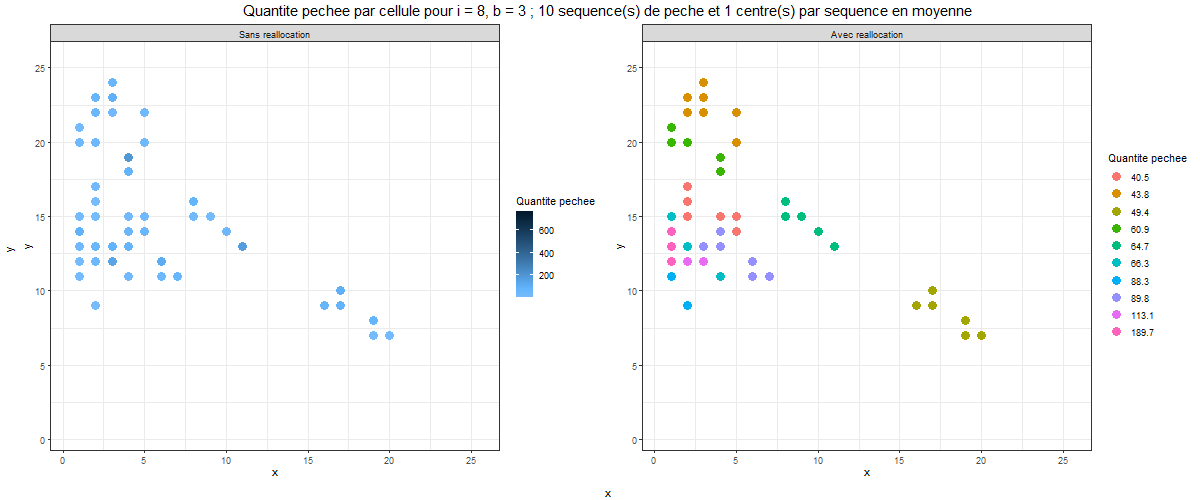 Quantite pechee par cellule pour i = 8, b = 3 ; 10 sequence(s) de peche et 1 centre(s) par sequence en moyenne
Sans reallocation
25
20
15
10
5
0
y
y
0 5 10 15 20 25
x
Quantite pechee
600
400
200
Avec reallocation
25
20
15
10
5
0
y
0 5 10 15 20 25
x
Quantite pechee
40.5
43.8
49.4
60.9
64.7
66.3
88.3
89.8
113.1
189.7
x